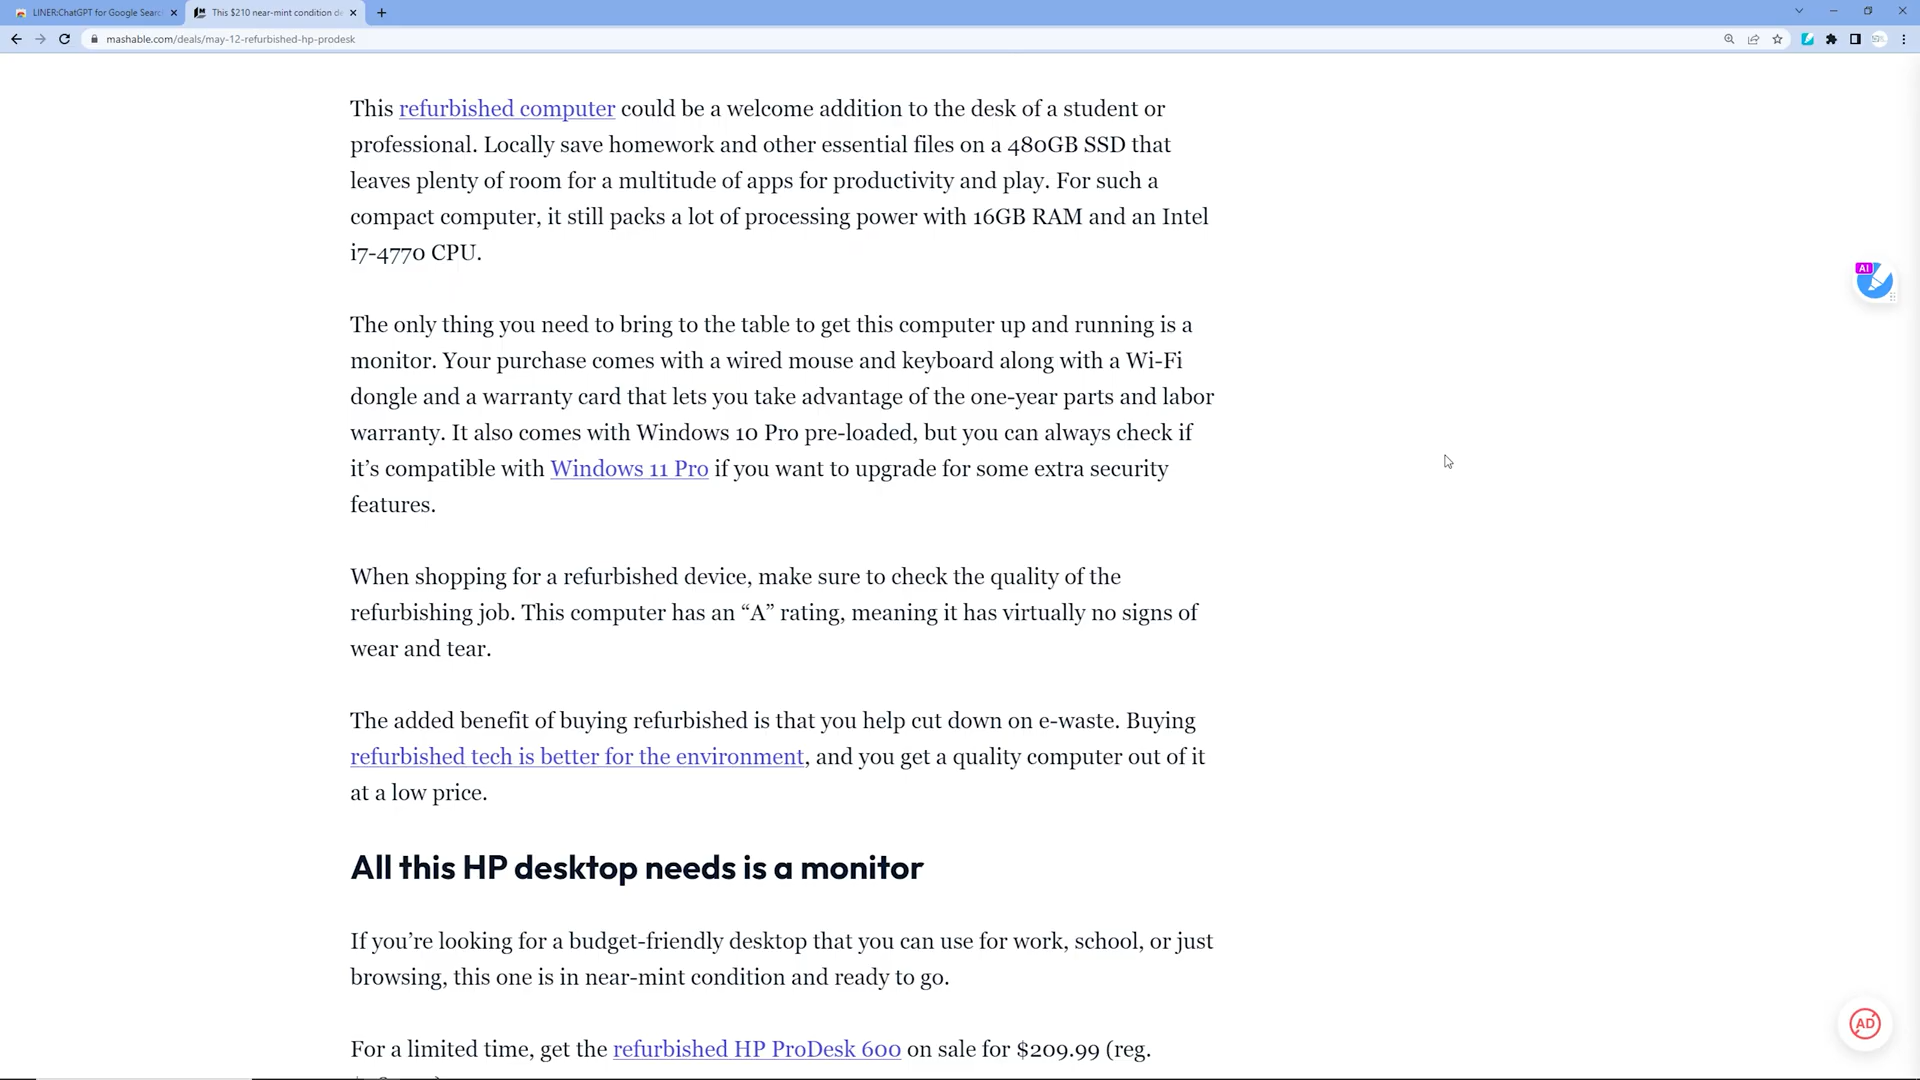 LINER:ChatGPT for Google Searc
This $210 near-mint condition de
mashable.com/deals/may-12-refurbished-hp-prodesk
This refurbished computer could be a welcome addition to the desk of a student or
professional. Locally save homework and other essential files on a 480GB SSD that
leaves plenty of room for a multitude of apps for productivity and play. For such a
compact computer, it still packs a lot of processing power with 16GB RAM and an Intel
i7-4770 CPU.
AI
The only thing you need to bring to the table to get this computer up and running is a
monitor. Your purchase comes with a wired mouse and keyboard along with a Wi-Fi
dongle and a warranty card that lets you take advantage of the one-year parts and labor
warranty. It also comes with Windows 10 Pro pre-loaded, but you can always check if
it’s compatible with Windows 11 Pro if you want to upgrade for some extra security
features.
When shopping for a refurbished device, make sure to check the quality of the
refurbishing job. This computer has an “A” rating, meaning it has virtually no signs of
wear and tear.
The added benefit of buying refurbished is that you help cut down on e-waste. Buying
refurbished tech is better for the environment, and you get a quality computer out of it
at a low price.
All this HP desktop needs is a monitor
If you’re looking for a budget-friendly desktop that you can use for work, school, or just
browsing, this one is in near-mint condition and ready to go.
AD
For a limited time, get the refurbished HP ProDesk 600 on sale for $209.99 (reg.